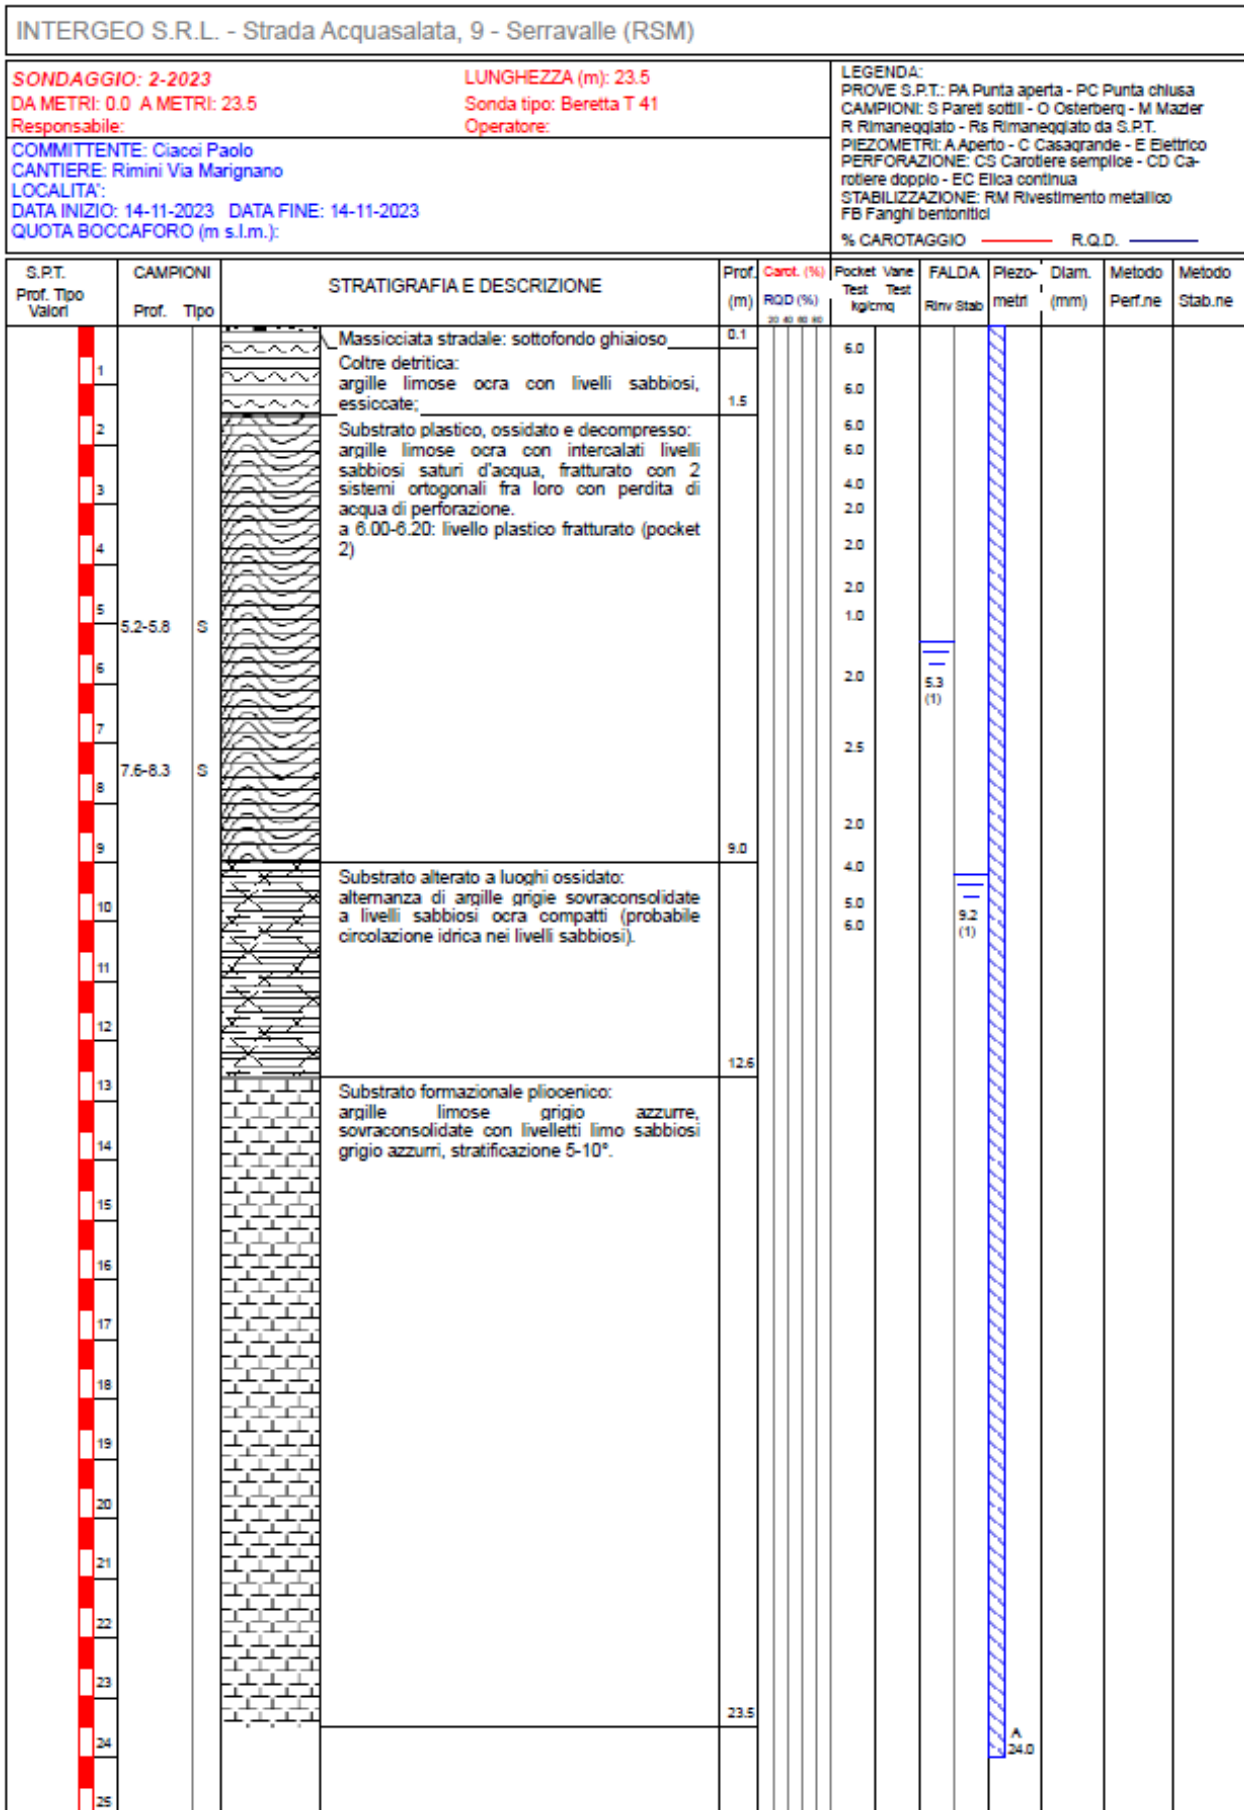 INTERGEO S.R.L. - Strada Acquasalata, 9 - Serravalle (RSM)
SONDAGGIO: 2-2023
LUNGHEZZA (m): 23.5
DA METRI: 0.0 A METRI: 23.5
Sonda tipo: Beretta T 41
Responsabile:
Operatore:
COMMITTENTE: Ciacci Paolo
CANTIERE: Rimini Via Marignano
LOCALITA':
DATA INIZIO: 14-11-2023 DATA FINE: 14-11-2023
QUOTA BOCCAFORO (m s.l.m.):
LEGENDA:
PROVE S.P.T.: PA Punta aperta - PC Punta chiusa
CAMPIONI: S Pareti sottili - O Osterberg - M Mazier
R Rimaneggiato - Rs Rimaneggiato da S.P.T.
PIEZOMETRI: A Aperto - C Casagrande - E Elettrico
PERFORAZIONE: CS Carotiere semplice - CD Ca-
rotiere doppio - EC Elica continua
STABILIZZAZIONE: RM Rivestimento metallico
FB Fanghi bentonitici
% CAROTAGGIO R.Q.D.
S.P.T.
Prof. Tipo
Valori
CAMPIONI
Prof. Tipo
STRATIGRAFIA E DESCRIZIONE
Prof.
(m)
Carot. (%)
RQD (%)
20 40 60 80
Pocket Vane
Test Test
kg/cmq
FALDA
Rinv Stab
Piezo-
metri
Diam.
(mm)
Metodo
Perf.ne
Metodo
Stab.ne
Massicciata stradale: sottofondo ghiaioso
0.1
Coltre detritica:
argille limose ocra con livelli sabbiosi,
essiccate;
1.5
Substrato plastico, ossidato e decompresso:
argille limose ocra con intercalati livelli
sabbiosi saturi d'acqua, fratturato con 2
sistemi ortogonali fra loro con perdita di
acqua di perforazione.
a 6.00-6.20: livello plastico fratturato (pocket
2)
9.0
Substrato alterato a luoghi ossidato:
alternanza di argille grigie sovraconsolidate
a livelli sabbiosi ocra compatti (probabile
circolazione idrica nei livelli sabbiosi).
12.6
Substrato formazionale pliocenico:
argille limose grigio azzurre,
sovraconsolidate con livelletti limo sabbiosi
grigio azzurri, stratificazione 5-10°.
23.5
1
2
3
4
5
6
7
8
9
10
11
12
13
14
15
16
17
18
19
20
21
22
23
24
25
5.2-5.8 S
7.6-8.3 S
6.0
6.0
6.0
6.0
4.0
2.0
2.0
2.0
1.0
2.0
2.5
2.0
4.0
5.0
6.0
5.3
(1)
9.2
(1)
A
24.0